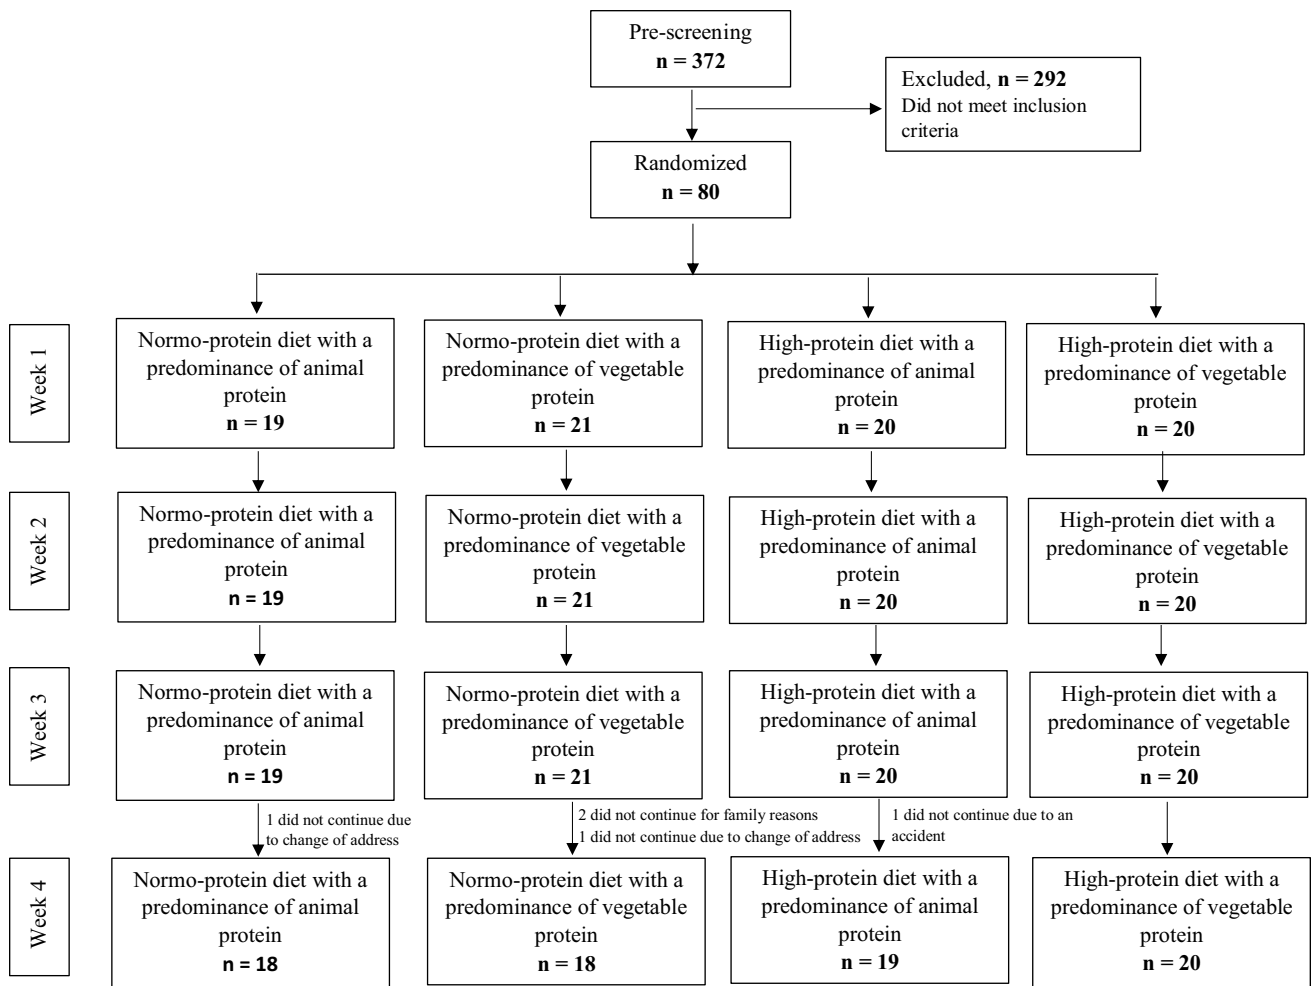 Pre-screening
n = 372
Excluded, n = 292
Did not meet inclusion
criteria
Randomized
n = 80
Week 1
Normo-protein diet with a
predominance of animal
protein
n = 19
Normo-protein diet with a
predominance of vegetable
protein
n = 21
High-protein diet with a
predominance of animal
protein
n = 20
High-protein diet with a
predominance of vegetable
protein
n = 20
Week 2
Normo-protein diet with a
predominance of animal
protein
n = 19
Normo-protein diet with a
predominance of vegetable
protein
n = 21
High-protein diet with a
predominance of animal
protein
n = 20
High-protein diet with a
predominance of vegetable
protein
n = 20
Week 3
Normo-protein diet with a
predominance of animal
protein
n = 19
Normo-protein diet with a
predominance of vegetable
protein
n = 21
High-protein diet with a
predominance of animal
protein
n = 20
High-protein diet with a
predominance of vegetable
protein
n = 20
1 did not continue due
to change of address
2 did not continue for family reasons
1 did not continue due to change of address
1 did not continue due to an
accident
Week 4
Normo-protein diet with a
predominance of animal
protein
n = 18
Normo-protein diet with a
predominance of vegetable
protein
n = 18
High-protein diet with a
predominance of animal
protein
n = 19
High-protein diet with a
predominance of vegetable
protein
n = 20